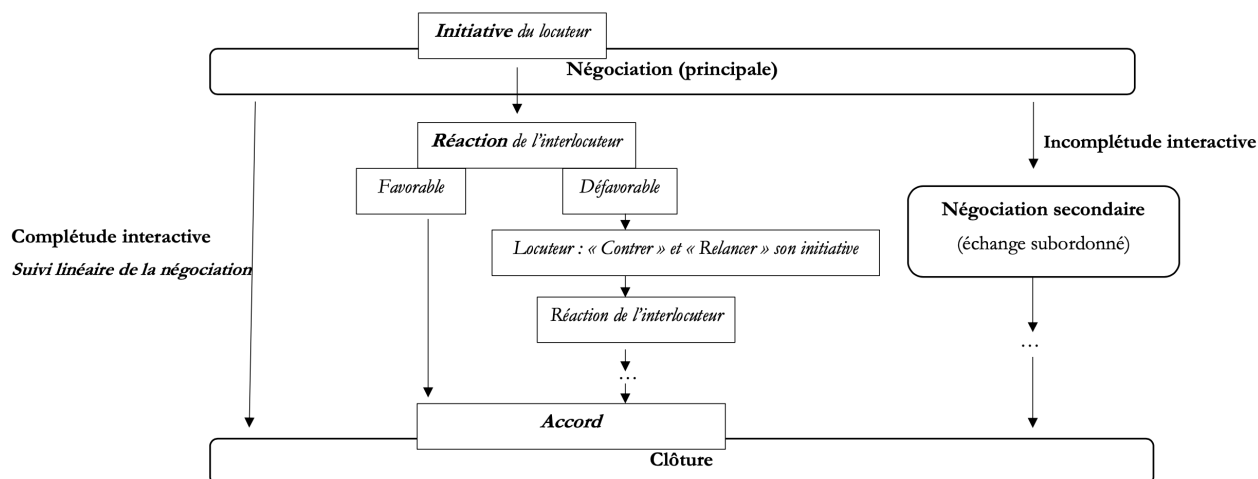 Initiative du locuteur
Négociation (principale)
Réaction de l’interlocuteur
Incomplétude interactive
Favorable
Défavorable
Négociation secondaire
(échange subordonné)
Complétude interactive
Suivi linéaire de la négociation
Locuteur : « Contrer » et « Relancer » son initiative
Réaction de l’interlocuteur
…
…
Accord
Clôture